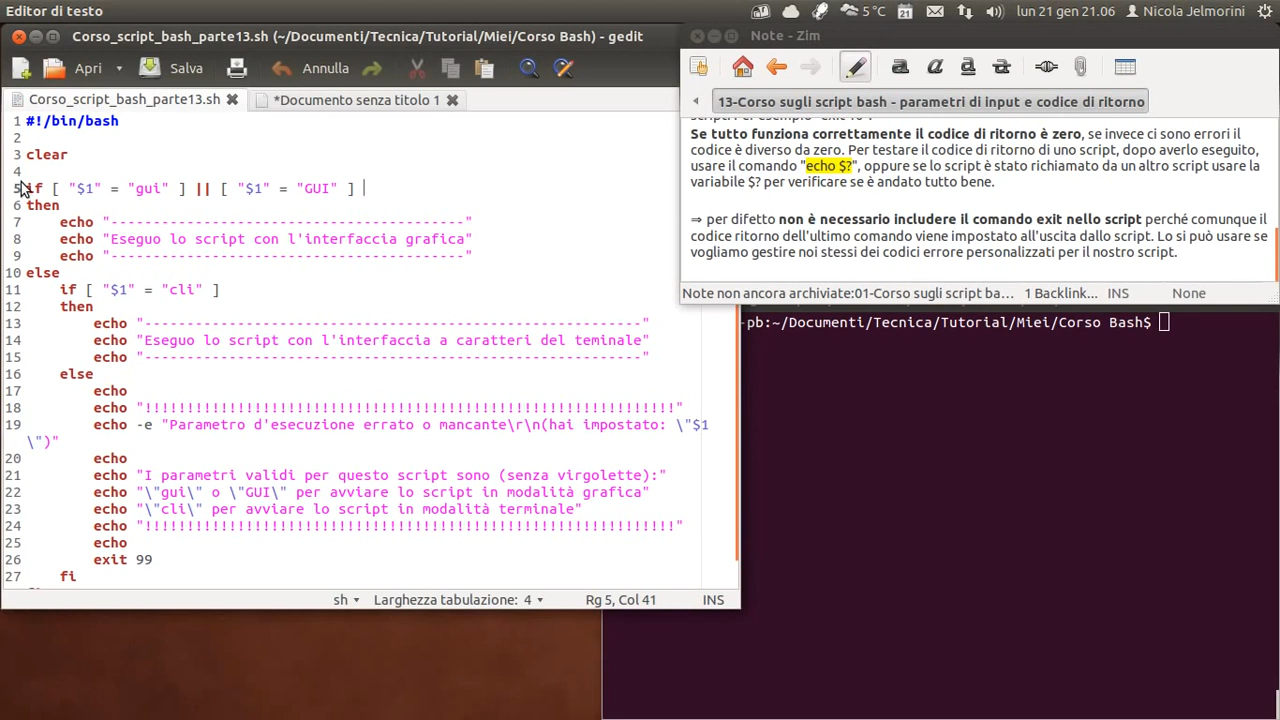 Editor di testo
5 °C
21
lun 21 gen 21.06
Nicola Jelmorini
Corso_script_bash_parte13.sh (~/Documenti/Tecnica/Tutorial/Miei/Corso Bash) - gedit
Apri
Salva
Annulla
Corso_script_bash_parte13.sh
*Documento senza titolo 1
1 #!/bin/bash
2
3 clear
4
5 if [ "$1" = "gui" ] || [ "$1" = "GUI" ]
6 then
7 echo "--------------------------------------------"
8 echo "Eseguo lo script con l'interfaccia grafica"
9 echo "--------------------------------------------"
10 else
11 if [ "$1" = "cli" ]
12 then
13 echo "-----------------------------------------------------------"
14 echo "Eseguo lo script con l'interfaccia a caratteri del teminale"
15 echo "-----------------------------------------------------------"
16 else
17 echo
18 echo "!!!!!!!!!!!!!!!!!!!!!!!!!!!!!!!!!!!!!!!!!!!!!!!!!!!!!!!!!!!!!!!"
19 echo -e "Parametro d'esecuzione errato o mancante\r\n(hai impostato: \"$1
\")"
20 echo
21 echo "I parametri validi per questo script sono (senza virgolette):"
22 echo "\"gui\" o \"GUI\" per avviare lo script in modalità grafica"
23 echo "\"cli\" per avviare lo script in modalità terminale"
24 echo "!!!!!!!!!!!!!!!!!!!!!!!!!!!!!!!!!!!!!!!!!!!!!!!!!!!!!!!!!!!!!!!"
25 echo
26 exit 99
27 fi
sh
Larghezza tabulazione: 4
Rg 5, Col 41
INS
Note - Zim
13-Corso sugli script bash - parametri di input e codice di ritorno
Se tutto funziona correttamente il codice di ritorno è zero, se invece ci sono errori il
codice è diverso da zero. Per testare il codice di ritorno di uno script, dopo averlo eseguito,
usare il comando "echo $?", oppure se lo script è stato richiamato da un altro script usare la
variabile $? per verificare se è andato tutto bene.
⇒ per difetto non è necessario includere il comando exit nello script perché comunque il
codice ritorno dell'ultimo comando viene impostato all'uscita dallo script. Lo si può usare se
vogliamo gestire noi stessi dei codici errore personalizzati per il nostro script.
Note non ancora archiviate:01-Corso sugli script ba...
1 Backlink...
INS
None
-pb:~/Documenti/Tecnica/Tutorial/Miei/Corso Bash$